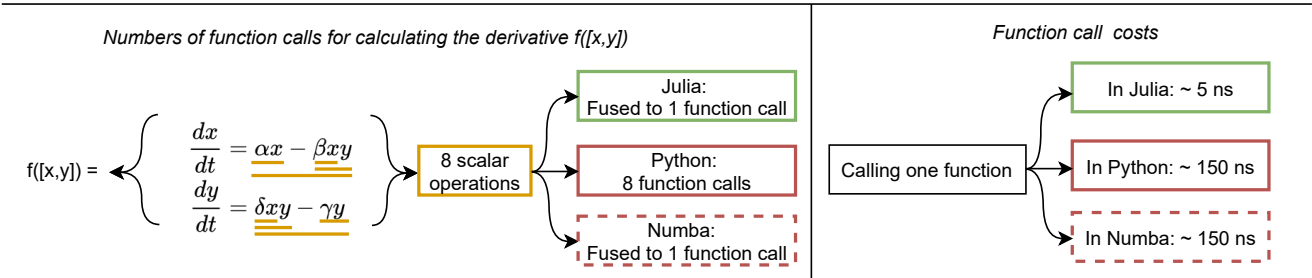 Numbers of function calls for calculating the derivative f([x,y])
f([x,y]) =
dx/dt = αx − βxy
dy/dt = δxy − γy
8 scalar
operations
Julia:
Fused to 1 function call
Python:
8 function calls
Numba:
Fused to 1 function call
Function call costs
Calling one function
In Julia: ~ 5 ns
In Python: ~ 150 ns
In Numba: ~ 150 ns